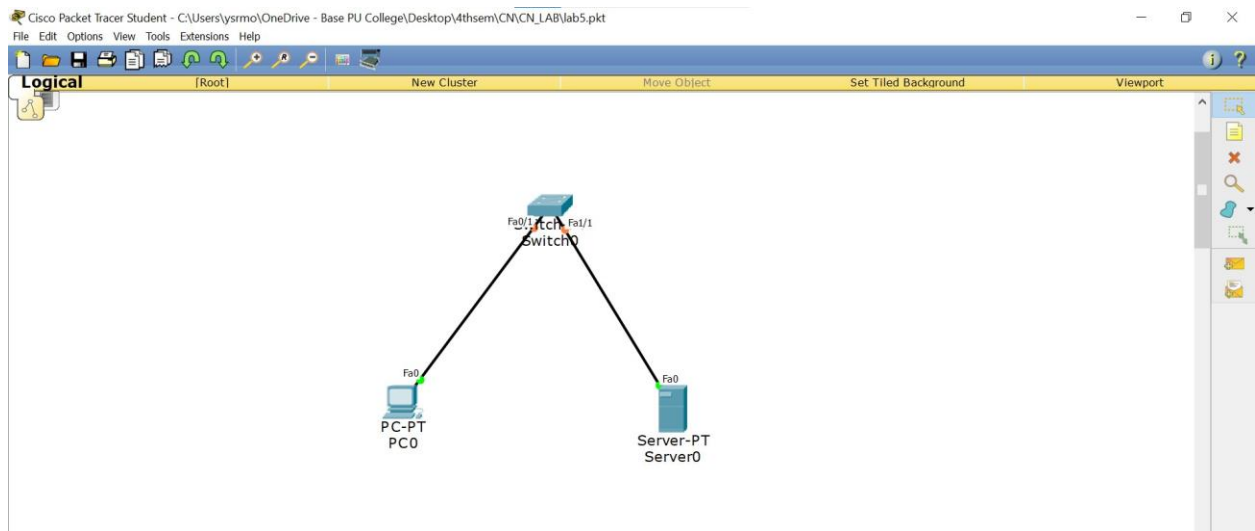 Cisco Packet Tracer Student - C:\Users\ysrmo\OneDrive - Base PU College\Desktop\4thsem\CN\CN_LAB\lab5.pkt
File Edit Options View Tools Extensions Help
Logical [Root] New Cluster Move Object Set Tiled Background Viewport
Fa0/1 Fa1/1
Switch0
Fa0
PC-PT
PC0
Fa0
Server-PT
Server0